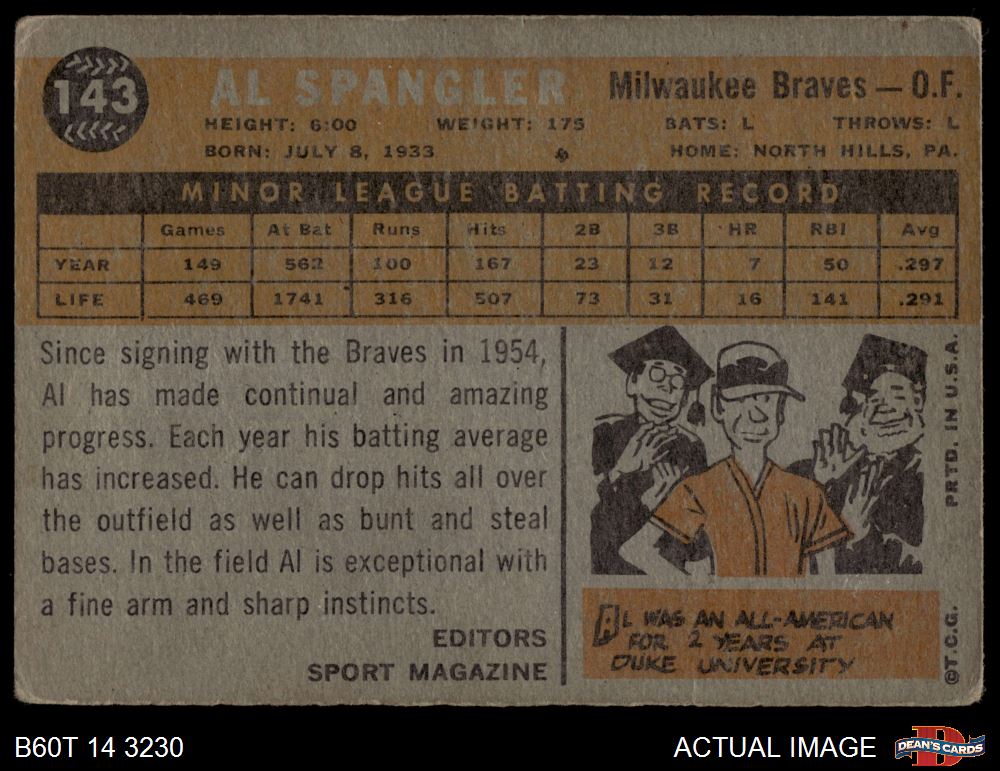 143
AL SPANGLER
Milwaukee Braves — O.F.
HEIGHT: 6:00 WEIGHT: 175 BATS: L THROWS: L
BORN: JULY 8, 1933 HOME: NORTH HILLS, PA.
MINOR LEAGUE BATTING RECORD
Games At Bat Runs Hits 2B 3B HR RBI Avg
YEAR 149 562 100 167 23 12 7 50 .297
LIFE 469 1741 316 507 73 31 16 141 .291
Since signing with the Braves in 1954,
Al has made continual and amazing
progress. Each year his batting average
has increased. He can drop hits all over
the outfield as well as bunt and steal
bases. In the field Al is exceptional with
a fine arm and sharp instincts.
EDITORS
SPORT MAGAZINE
AL WAS AN ALL-AMERICAN
FOR 2 YEARS AT
DUKE UNIVERSITY
©T.C.G. PRTD. IN U.S.A.
B60T 14 3230
ACTUAL IMAGE
DEAN'S CARDS